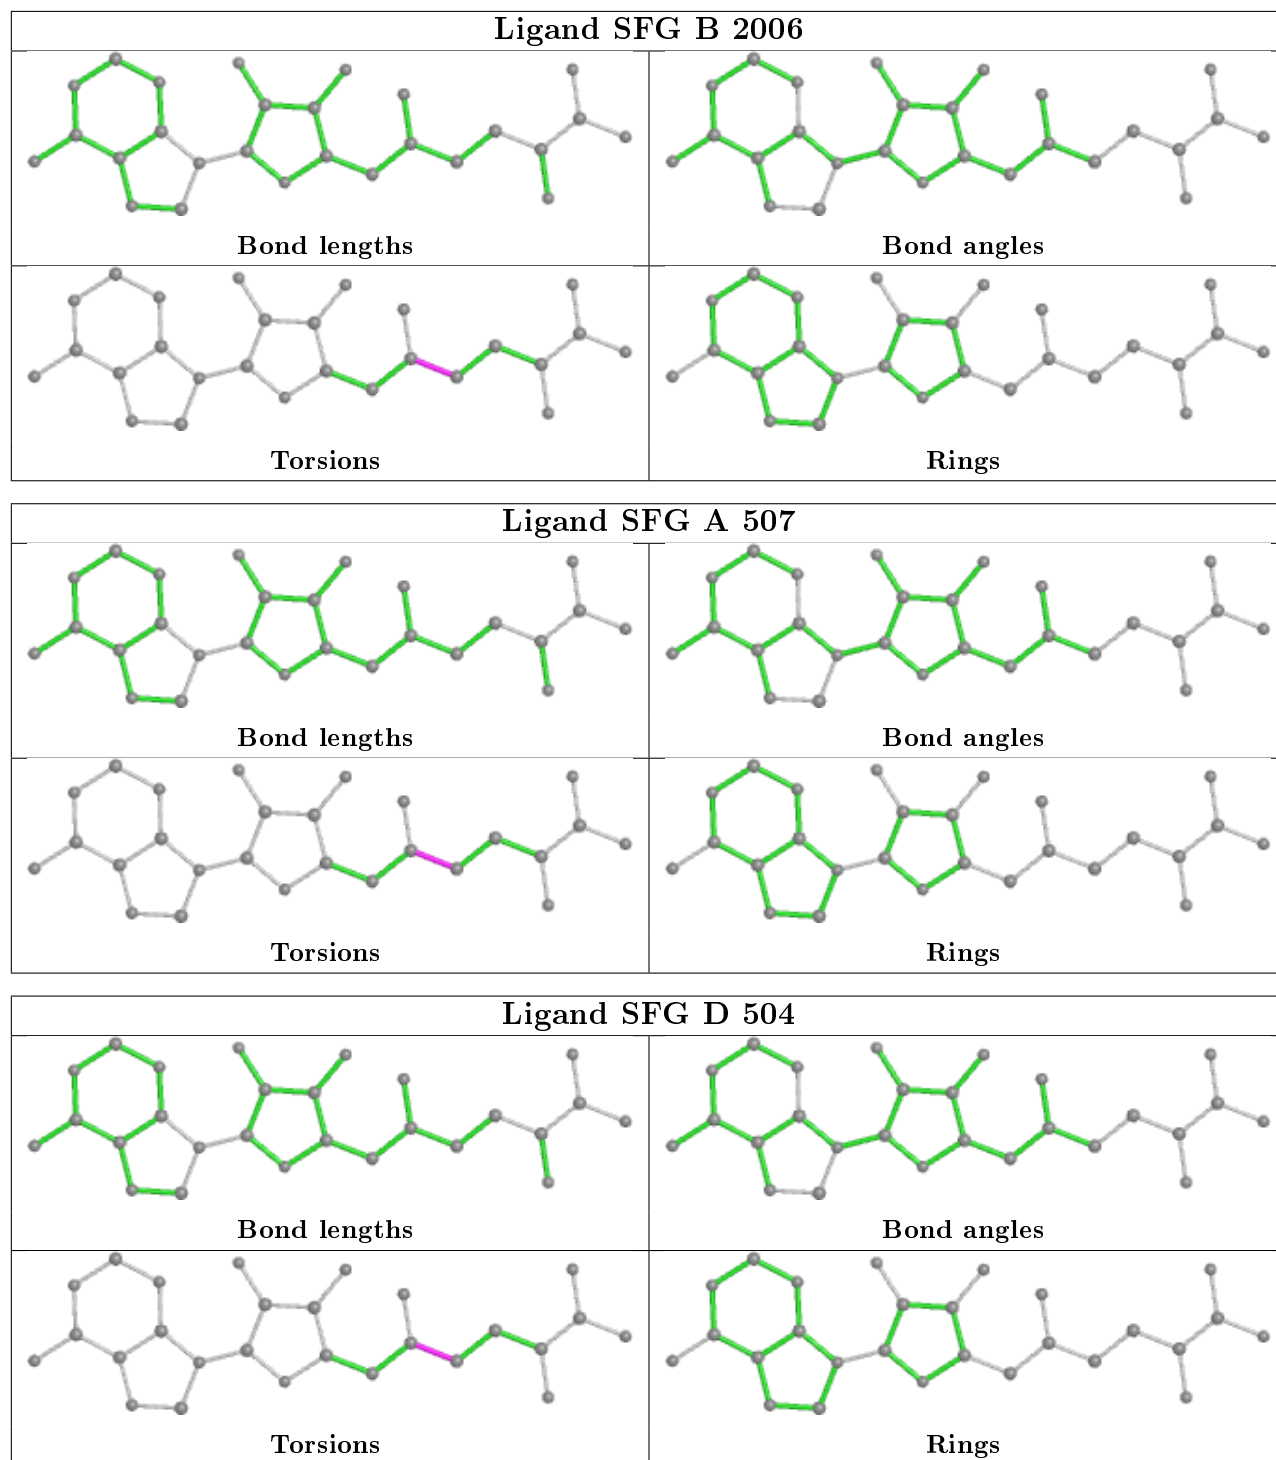 Ligand SFG B 2006
Bond lengths
Bond angles
Torsions
Rings
Ligand SFG A 507
Bond lengths
Bond angles
Torsions
Rings
Ligand SFG D 504
Bond lengths
Bond angles
Torsions
Rings